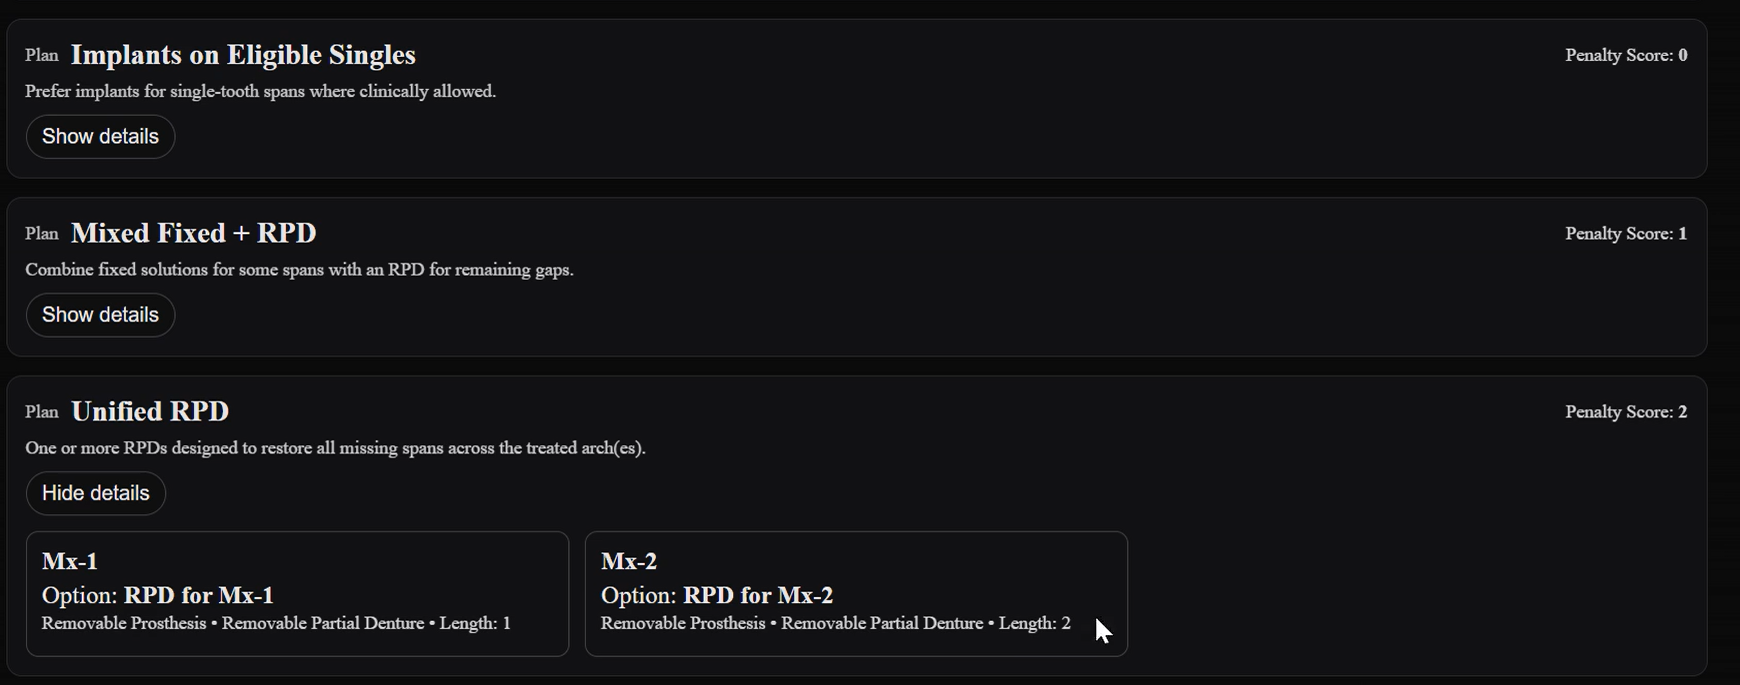 Plan Implants on Eligible Singles Penalty Score: 0
Prefer implants for single-tooth spans where clinically allowed.
Show details
Plan Mixed Fixed + RPD Penalty Score: 1
Combine fixed solutions for some spans with an RPD for remaining gaps.
Show details
Plan Unified RPD Penalty Score: 2
One or more RPDs designed to restore all missing spans across the treated arch(es).
Hide details
Mx-1
Option: RPD for Mx-1
Removable Prosthesis • Removable Partial Denture • Length: 1
Mx-2
Option: RPD for Mx-2
Removable Prosthesis • Removable Partial Denture • Length: 2